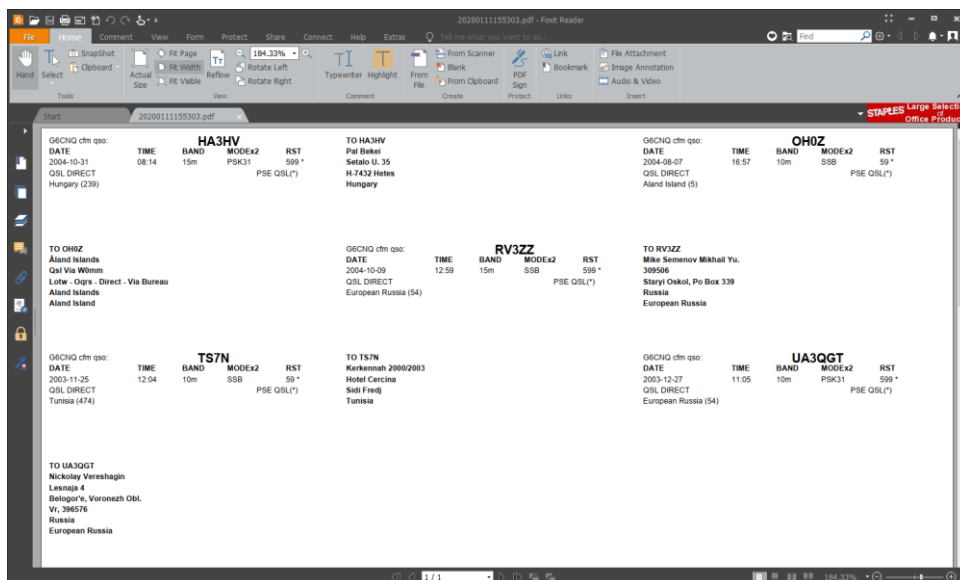 20200111155303.pdf - Foxit Reader
File Home Comment View Form Protect Share Connect Help Extras Tell me what you want to do... Find
Hand
Select
SnapShot
Clipboard
Tools
Actual Size
Fit Page
Fit Width
Fit Visible
Reflow
184.33%
Rotate Left
Rotate Right
View
Typewriter
Highlight
Comment
From File
From Scanner
Blank
From Clipboard
Create
PDF Sign
Protect
Link
Bookmark
Links
File Attachment
Image Annotation
Audio & Video
Insert
Start
20200111155303.pdf
STAPLES Large Selecti
of
Office Produc
G6CNQ cfm qso: HA3HV
DATE TIME BAND MODEx2 RST
2004-10-31 08:14 15m PSK31 599 *
QSL DIRECT PSE QSL(*)
Hungary (239)
TO HA3HV
Pal Bekei
Setalo U. 35
H-7432 Hetes
Hungary
G6CNQ cfm qso: OH0Z
DATE TIME BAND MODEx2 RST
2004-08-07 16:57 10m SSB 59 *
QSL DIRECT PSE QSL(*)
Aland Island (5)
TO OH0Z
Åland Islands
Qsl Via W0mm
Lotw - Oqrs - Direct - Via Bureau
Aland Islands
Aland Island
G6CNQ cfm qso: RV3ZZ
DATE TIME BAND MODEx2 RST
2004-10-09 12:59 15m SSB 599 *
QSL DIRECT PSE QSL(*)
European Russia (54)
TO RV3ZZ
Mike Semenov Mikhail Yu.
309506
Staryi Oskol, Po Box 339
Russia
European Russia
G6CNQ cfm qso: TS7N
DATE TIME BAND MODEx2 RST
2003-11-25 12:04 10m SSB 59 *
QSL DIRECT PSE QSL(*)
Tunisia (474)
TO TS7N
Kerkennah 2000/2003
Hotel Cercina
Sidi Fredj
Tunisia
G6CNQ cfm qso: UA3QGT
DATE TIME BAND MODEx2 RST
2003-12-27 11:05 10m PSK31 599 *
QSL DIRECT PSE QSL(*)
European Russia (54)
TO UA3QGT
Nickolay Vereshagin
Lesnaja 4
Belogor'e, Voronezh Obl.
Vr, 396576
Russia
European Russia
1 / 1
184.33%